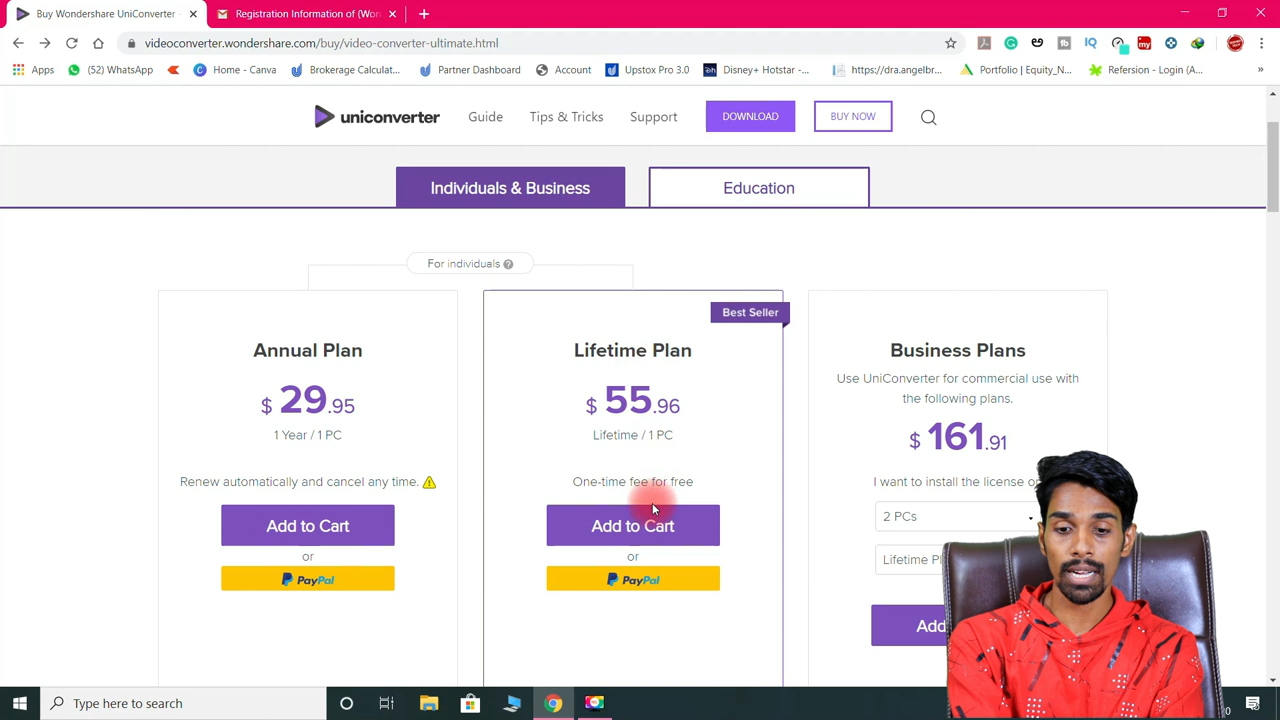 Buy Wondershare UniConverter -
Registration Information of (Won
videoconverter.wondershare.com/buy/video-converter-ultimate.html
Apps
(52) WhatsApp
Home - Canva
Brokerage Calculat...
Partner Dashboard
Account
Upstox Pro 3.0
Disney+ Hotstar -...
https://dra.angelbr...
Portfolio | Equity_N...
Refersion - Login (A...
uniconverter
Guide
Tips & Tricks
Support
DOWNLOAD
BUY NOW
Individuals & Business
Education
For individuals
Best Seller
Annual Plan
$ 29.95
1 Year / 1 PC
Renew automatically and cancel any time.
Add to Cart
or
PayPal
Lifetime Plan
$ 55.96
Lifetime / 1 PC
One-time fee for free
Add to Cart
or
PayPal
Business Plans
Use UniConverter for commercial use with
the following plans.
$ 161.91
I want to install the license on
2 PCs
Lifetime Pl
Add
Type here to search